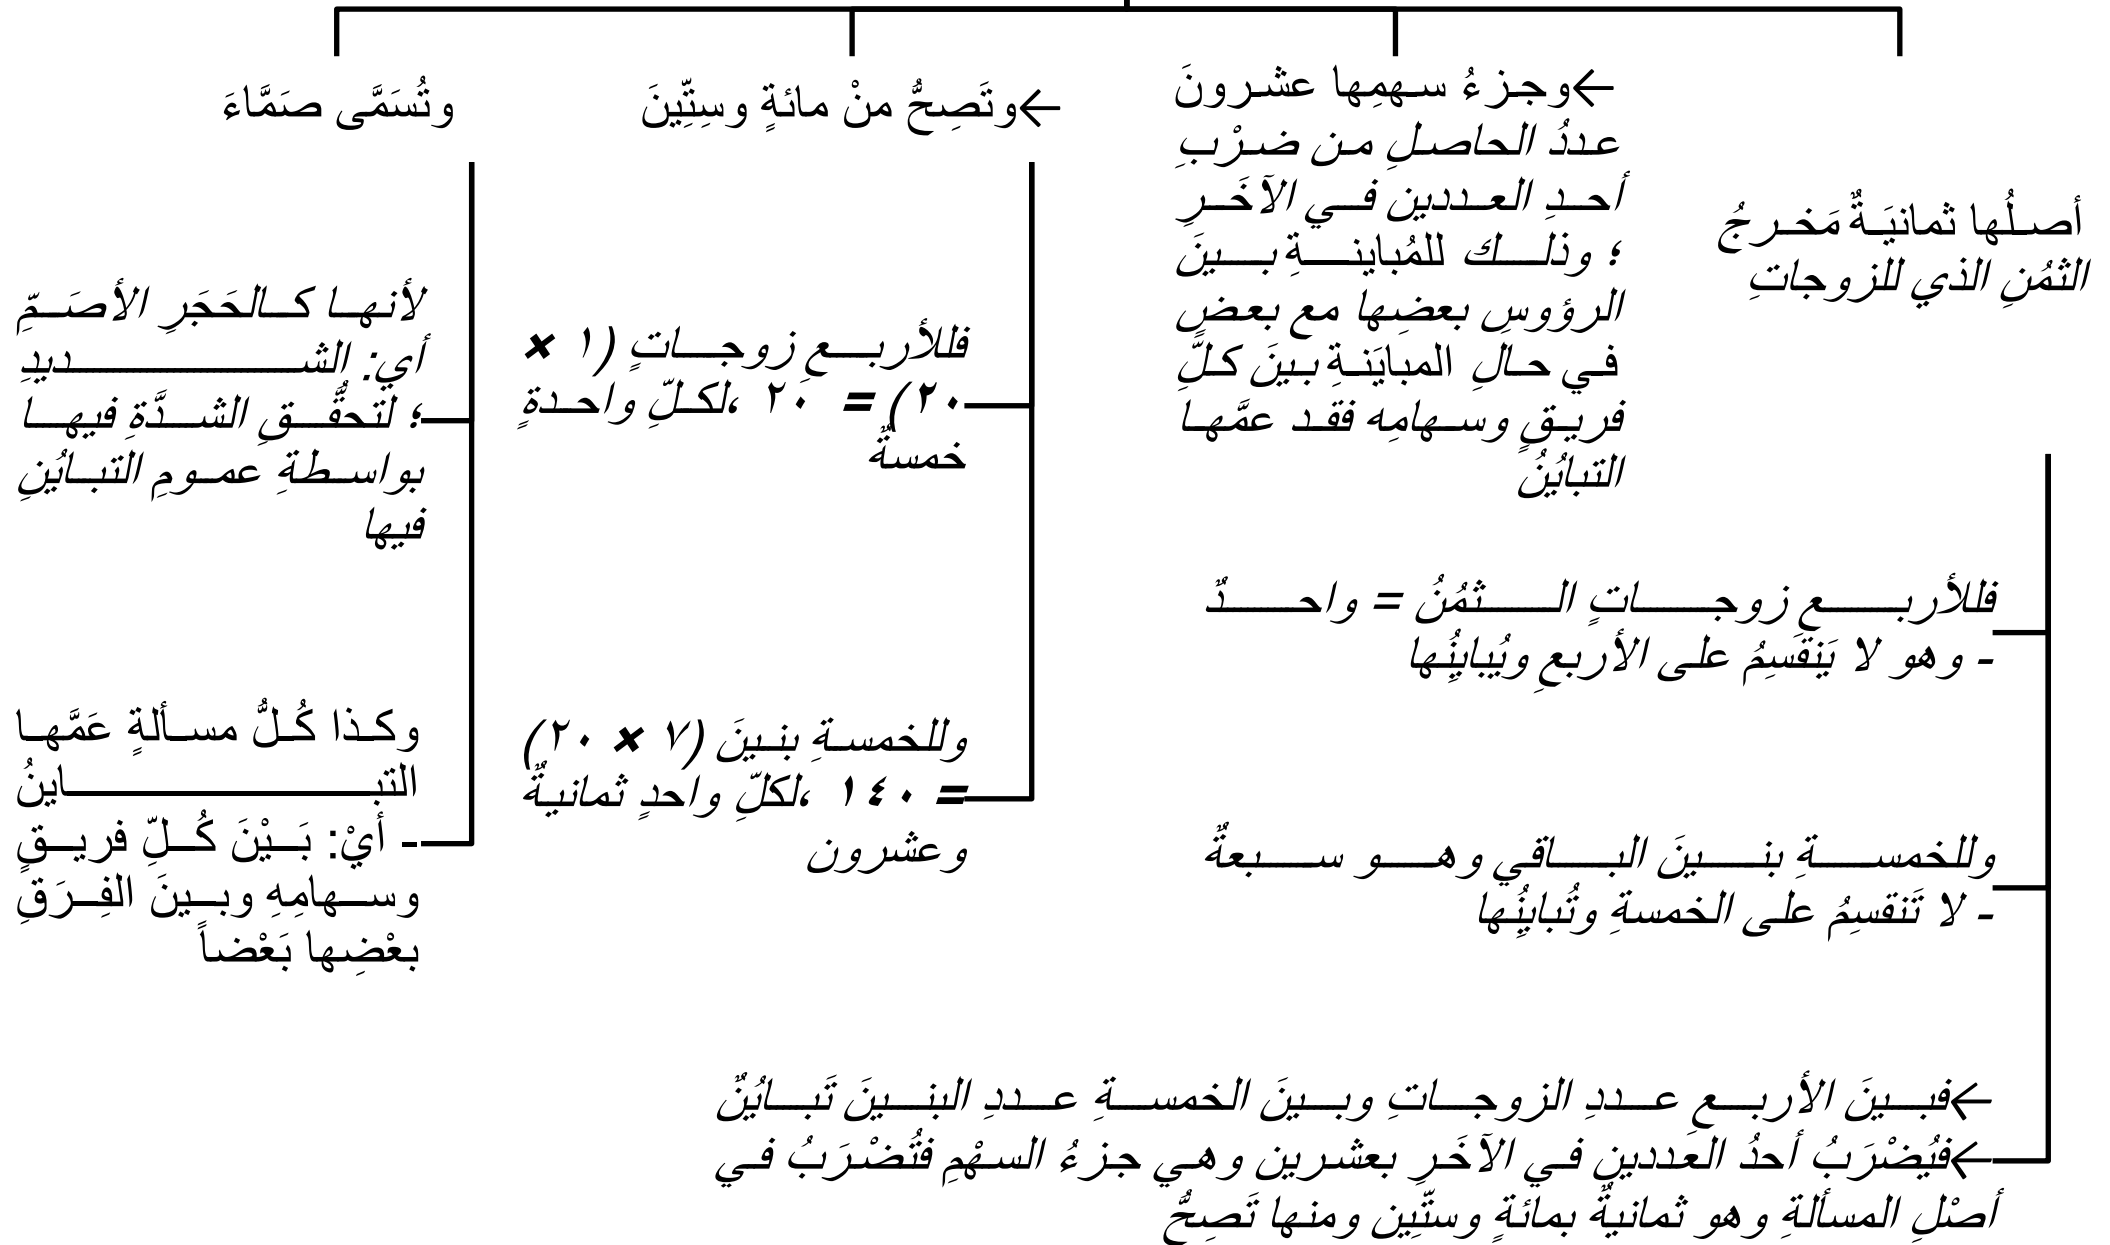 أصلُها ثمانيَةٌ مَخرجُ
الثمُنِ الذي للزوجاتِ
فللأربعِ زوجاتٍ الثمُنُ = واحدٌ
- وهو لا يَنقَسِمُ على الأربعِ ويُبايِنُها
وللخمسةِ بنينَ الباقي وهو سبعةٌ
- لا تَنقسِمُ على الخمسةِ وتُبايِنُها
←فبينَ الأربعِ عددِ الزوجاتِ وبينَ الخمسةِ عددِ البنينَ تَبايُنٌ
←فيُضْرَبُ أحدُ العَددينِ في الآخَرِ بعشرين وهي جزءُ السهْمِ فتُضْرَبُ في
أصْلِ المسألةِ وهو ثمانيةٌ بمائةٍ وستِّين ومنها تَصِحُّ
←وجزءُ سهمِها عشرونَ
عددُ الحاصلِ من ضرْبِ
أحدِ العددين في الآخَرِ
؛ وذلك للمُباينةِ بينَ
الرؤوسِ بعضِها مع بعضٍ
في حالِ المبايَنةِ بينَ كلِّ
فريقٍ وسهامِه فقد عمَّها
التبايُنُ
←وتَصِحُّ منْ مائةٍ وسِتِّينَ
فللأربعِ زوجاتٍ (١ ×
٢٠) = ٢٠ ،لكلِّ واحدةٍ
خمسةٌ
وللخمسةِ بنينَ (٧ × ٢٠)
= ١٤٠ ،لكلِّ واحدٍ ثمانيةٌ
وعشرون
وتُسَمَّى صَمَّاءَ
لأنها كالحَجَرِ الأصَمِّ
أي: الشديدِ
؛ لتحقُّقِ الشدَّةِ فيها
بواسطةِ عمومِ التبايُنِ
فيها
وكذا كُلُّ مسألةٍ عَمَّها
التباينُ
- أيْ: بَيْنَ كُلِّ فريقٍ
وسهامِهِ وبينَ الفِرَقِ
بعْضِها بَعْضاً